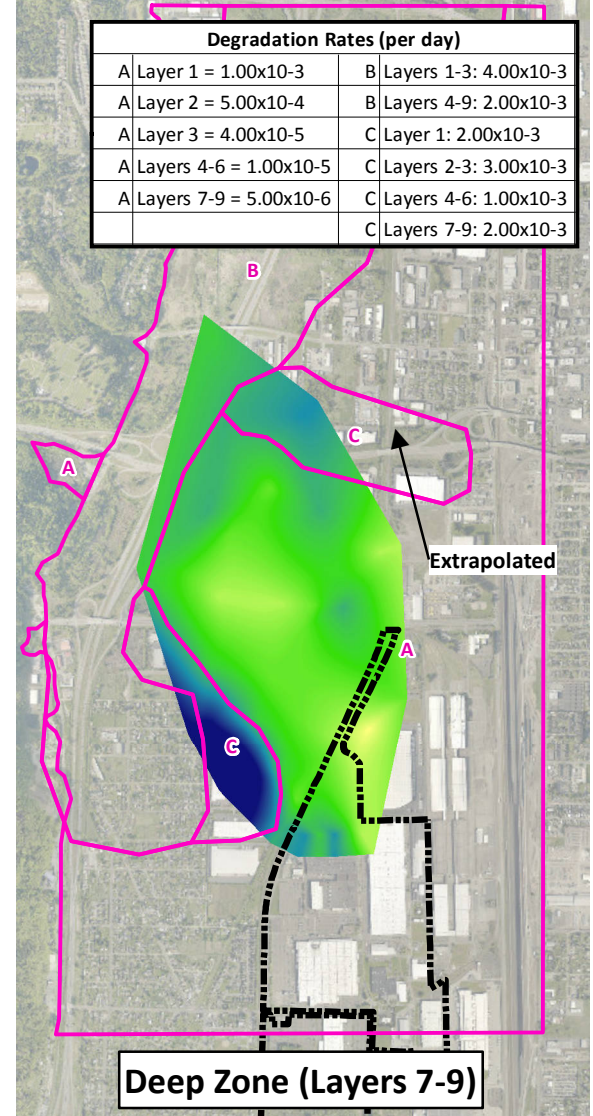 Degradation Rates (per day)
A Layer 1 = 1.00x10-3 B Layers 1-3: 4.00x10-3
A Layer 2 = 5.00x10-4 B Layers 4-9: 2.00x10-3
A Layer 3 = 4.00x10-5 C Layer 1: 2.00x10-3
A Layers 4-6 = 1.00x10-5 C Layers 2-3: 3.00x10-3
A Layers 7-9 = 5.00x10-6 C Layers 4-6: 1.00x10-3
C Layers 7-9: 2.00x10-3
B
C
A
Extrapolated
A
C
Deep Zone (Layers 7-9)